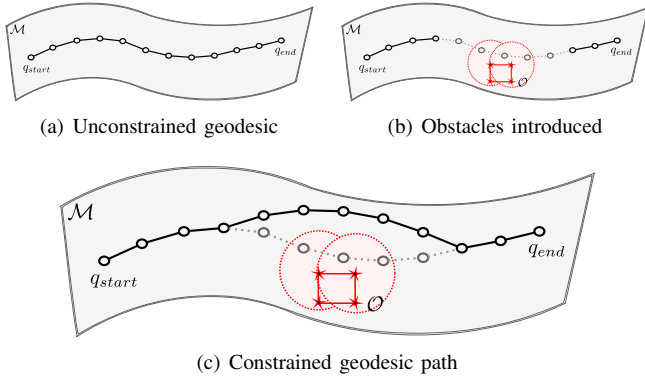 ℳ
q_start
q_end
(a) Unconstrained geodesic
ℳ
q_start
q_end
𝒪
(b) Obstacles introduced
ℳ
q_start
q_end
𝒪
(c) Constrained geodesic path